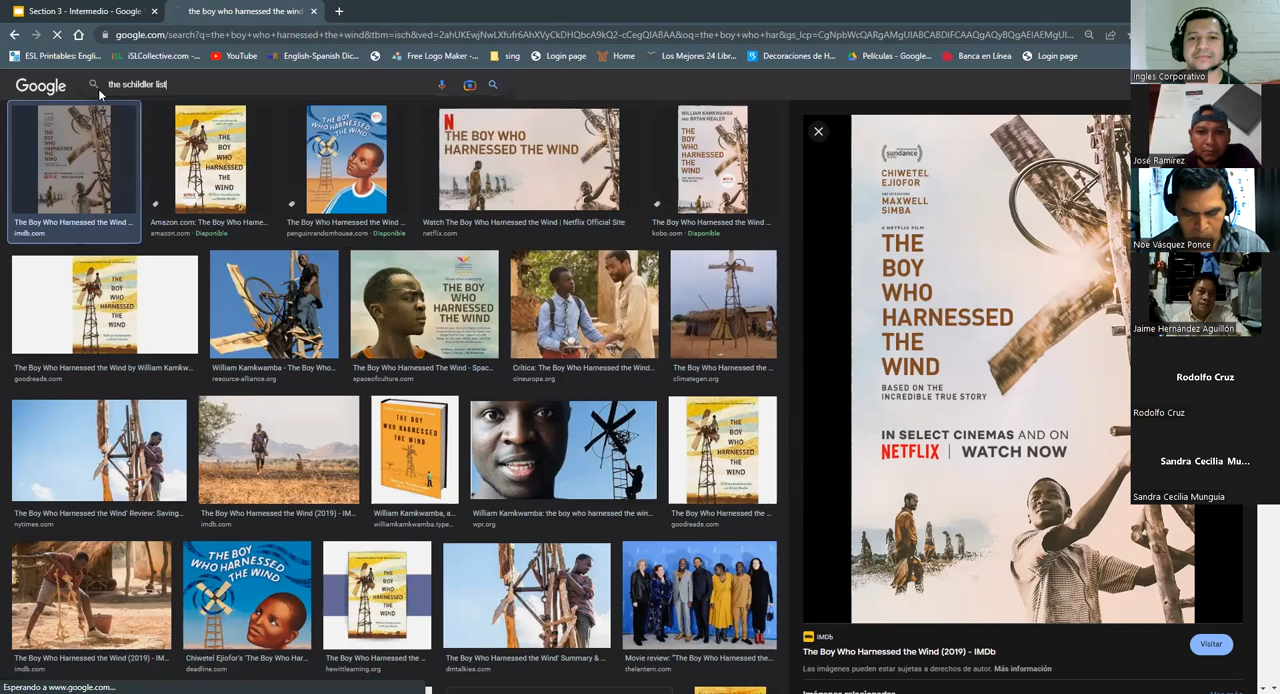 Section 3 - Intermedio - Google
the boy who harnessed the wind
google.com/search?q=the+boy+who+harnessed+the+wind&tbm=isch&ved=
ESL Printables: Engli...
iSLCollective.com -...
YouTube
English-Spanish Dic...
Free Logo Maker -...
sing
Login page
Home
Los Mejores 24 Libr...
Decoraciones de H...
Películas - Google...
Banca en Línea
Login page
Google
the schildler list
The Boy Who Harnessed the Wind ...
imdb.com
Amazon.com: The Boy Who Harne...
amazon.com · Disponible
The Boy Who Harnessed the Wind ...
penguinrandomhouse.com · Disponible
Watch The Boy Who Harnessed the Wind | Netflix Official Site
netflix.com
The Boy Who Harnessed the Wind ...
kobo.com · Disponible
THE BOY WHO
HARNESSED THE WIND
The Boy Who Harnessed the Wind by William Kamkw...
goodreads.com
William Kamkwamba - The Boy Who...
resource-alliance.org
The Boy Who Harnessed The Wind - Spac...
spaceofculture.com
Crítica: The Boy Who Harnessed the Wind...
cineuropa.org
The Boy Who Harnessed the ...
climategen.org
The Boy Who Harnessed the Wind' Review: Saving...
nytimes.com
The Boy Who Harnessed the Wind (2019) - IM...
imdb.com
William Kamkwamba, a...
williamkamkwamba.type...
William Kamkwamba: the boy who harnessed the win...
wpr.org
The Boy Who Harnessed the ...
goodreads.com
The Boy Who Harnessed the Wind (2019) - IM...
imdb.com
Chiwetel Ejiofor's 'The Boy Who Har...
deadline.com
The Boy Who Harnessed the ...
hewittlearning.org
The Boy Who Harnessed the Wind' Summary & ...
dmtalkies.com
Movie review: "The Boy Who Harnessed the...
thelantern.com
sundance
CHIWETEL
EJIOFOR
MAXWELL
SIMBA
A NETFLIX FILM
THE
BOY
WHO
HARNESSED
THE
WIND
BASED ON THE
INCREDIBLE TRUE STORY
IN SELECT CINEMAS AND ON
NETFLIX | WATCH NOW
IMDb
The Boy Who Harnessed the Wind (2019) - IMDb
Visitar
Las imágenes pueden estar sujetas a derechos de autor. Más información
Imágenes relacionadas
Ver más
Ingles Corporativo
José Ramírez
Noe Vásquez Ponce
Jaime Hernández Aguillón
Rodolfo Cruz
Rodolfo Cruz
Sandra Cecilia Mu...
Sandra Cecilia Munguia
Esperando a www.google.com...